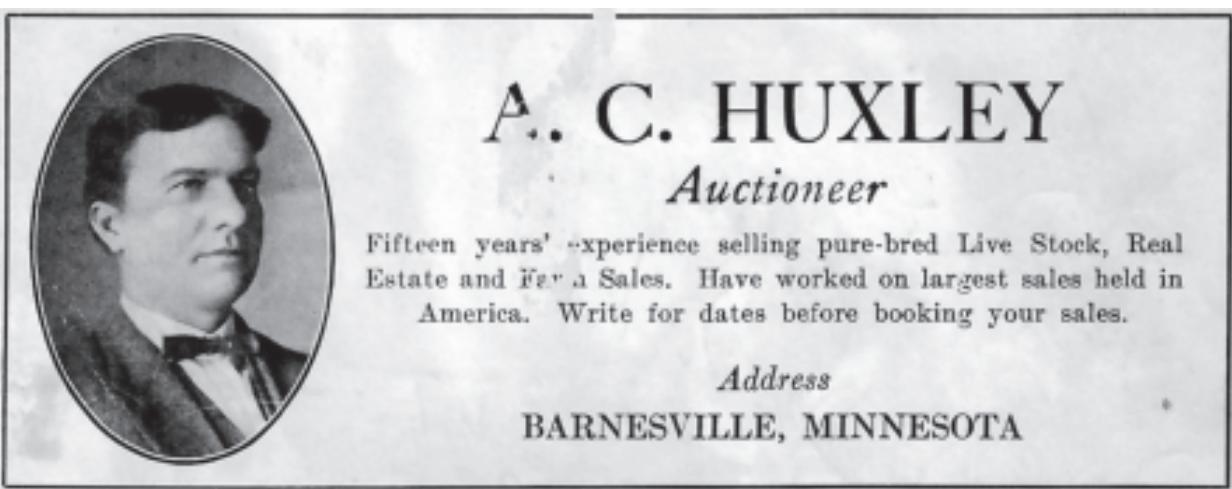 A. C. HUXLEY
Auctioneer
Fifteen years' experience selling pure-bred Live Stock, Real
Estate and Farm Sales. Have worked on largest sales held in
America. Write for dates before booking your sales.
Address
BARNESVILLE, MINNESOTA